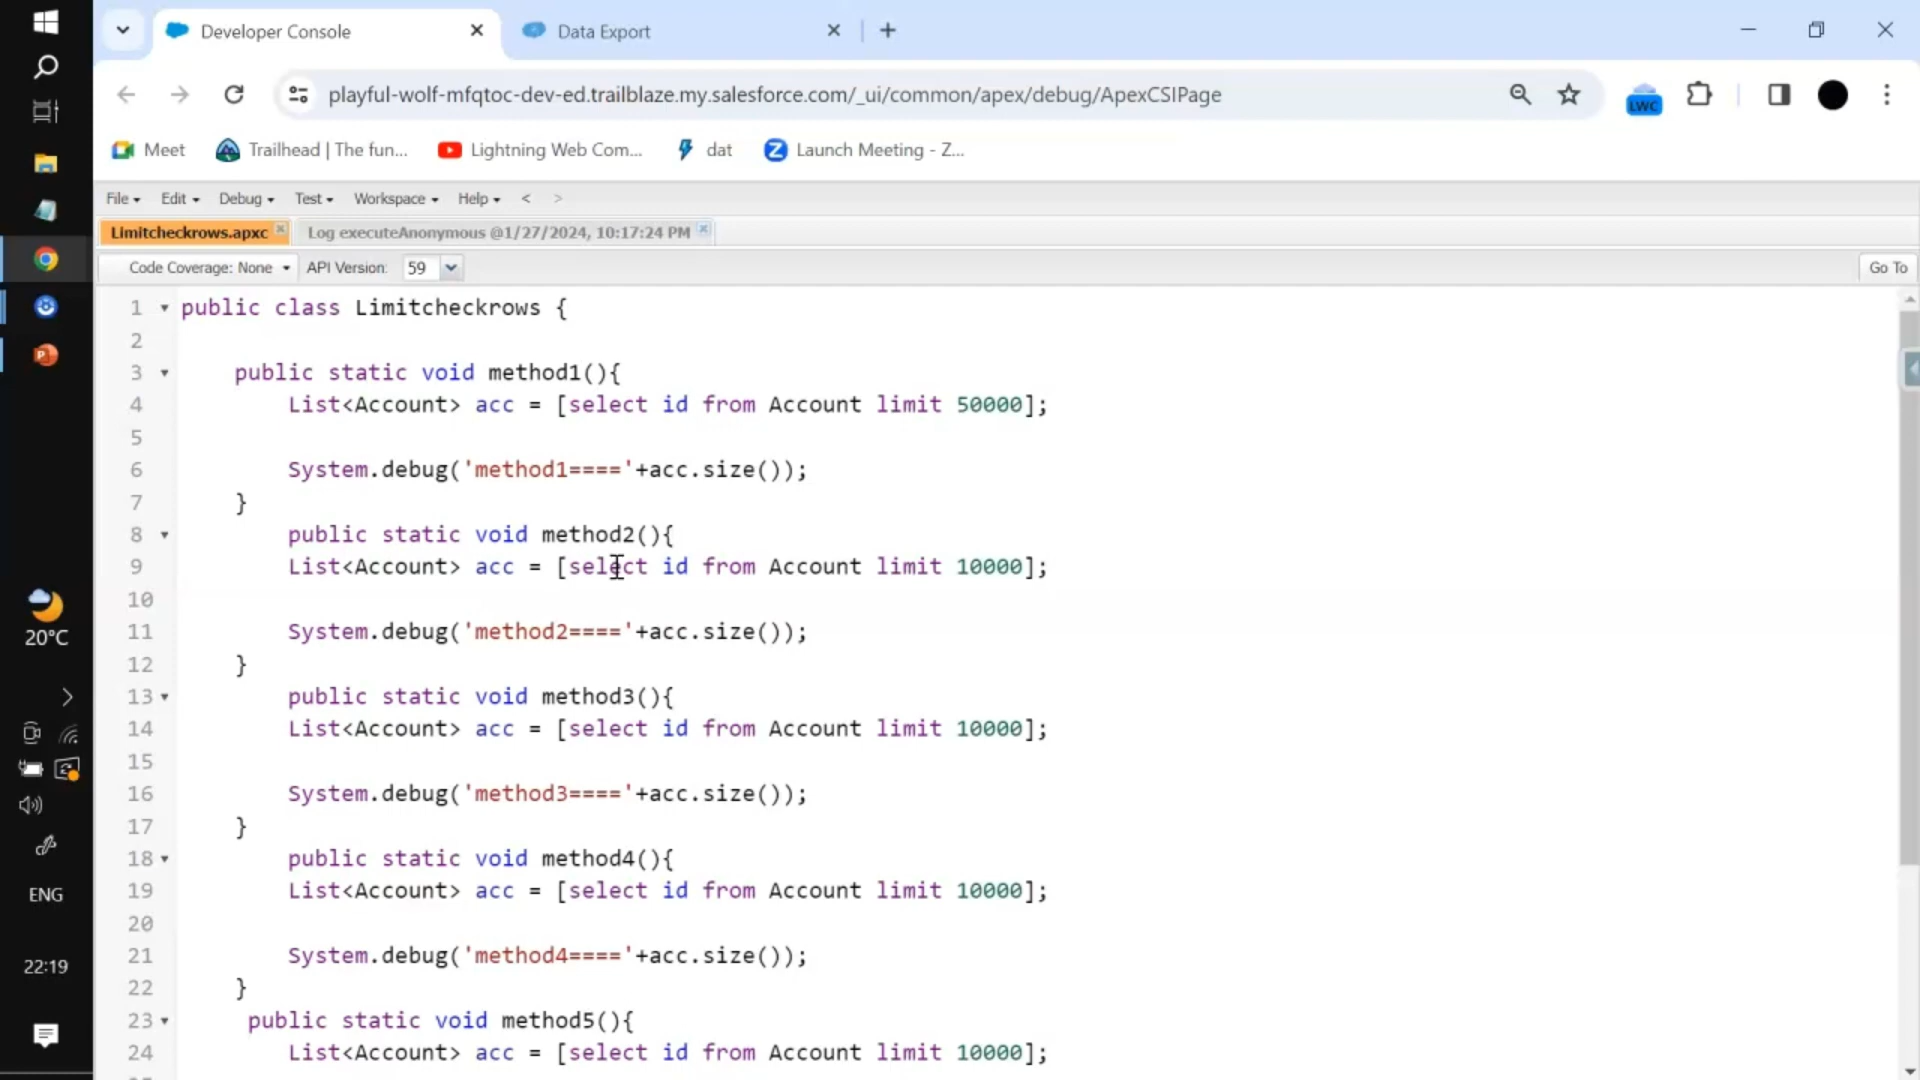 Developer Console
Data Export
playful-wolf-mfqtoc-dev-ed.trailblaze.my.salesforce.com/_ui/common/apex/debug/ApexCSIPage
LWC
Meet
Trailhead | The fun...
Lightning Web Com...
dat
Launch Meeting - Z...
File Edit Debug Test Workspace Help < >
Limitcheckrows.apxc
Log executeAnonymous @1/27/2024, 10:17:24 PM
Code Coverage: None API Version: 59 Go To
1 public class Limitcheckrows {
2
3 public static void method1(){
4 List<Account> acc = [select id from Account limit 50000];
5
6 System.debug('method1===='+acc.size());
7 }
8 public static void method2(){
9 List<Account> acc = [select id from Account limit 10000];
10
11 System.debug('method2===='+acc.size());
12 }
13 public static void method3(){
14 List<Account> acc = [select id from Account limit 10000];
15
16 System.debug('method3===='+acc.size());
17 }
18 public static void method4(){
19 List<Account> acc = [select id from Account limit 10000];
20
21 System.debug('method4===='+acc.size());
22 }
23 public static void method5(){
24 List<Account> acc = [select id from Account limit 10000];
20°C
ENG
22:19